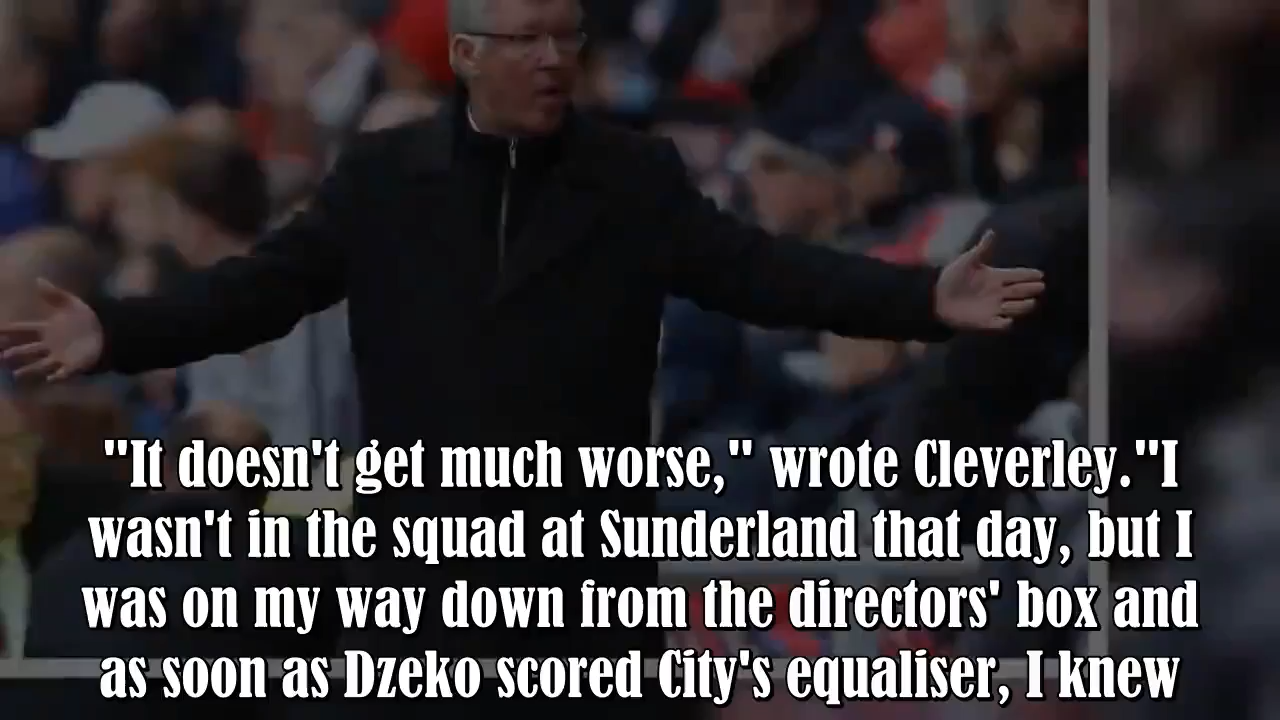 "It doesn't get much worse," wrote Cleverley."I
wasn't in the squad at Sunderland that day, but I
was on my way down from the directors' box and
as soon as Dzeko scored City's equaliser, I knew